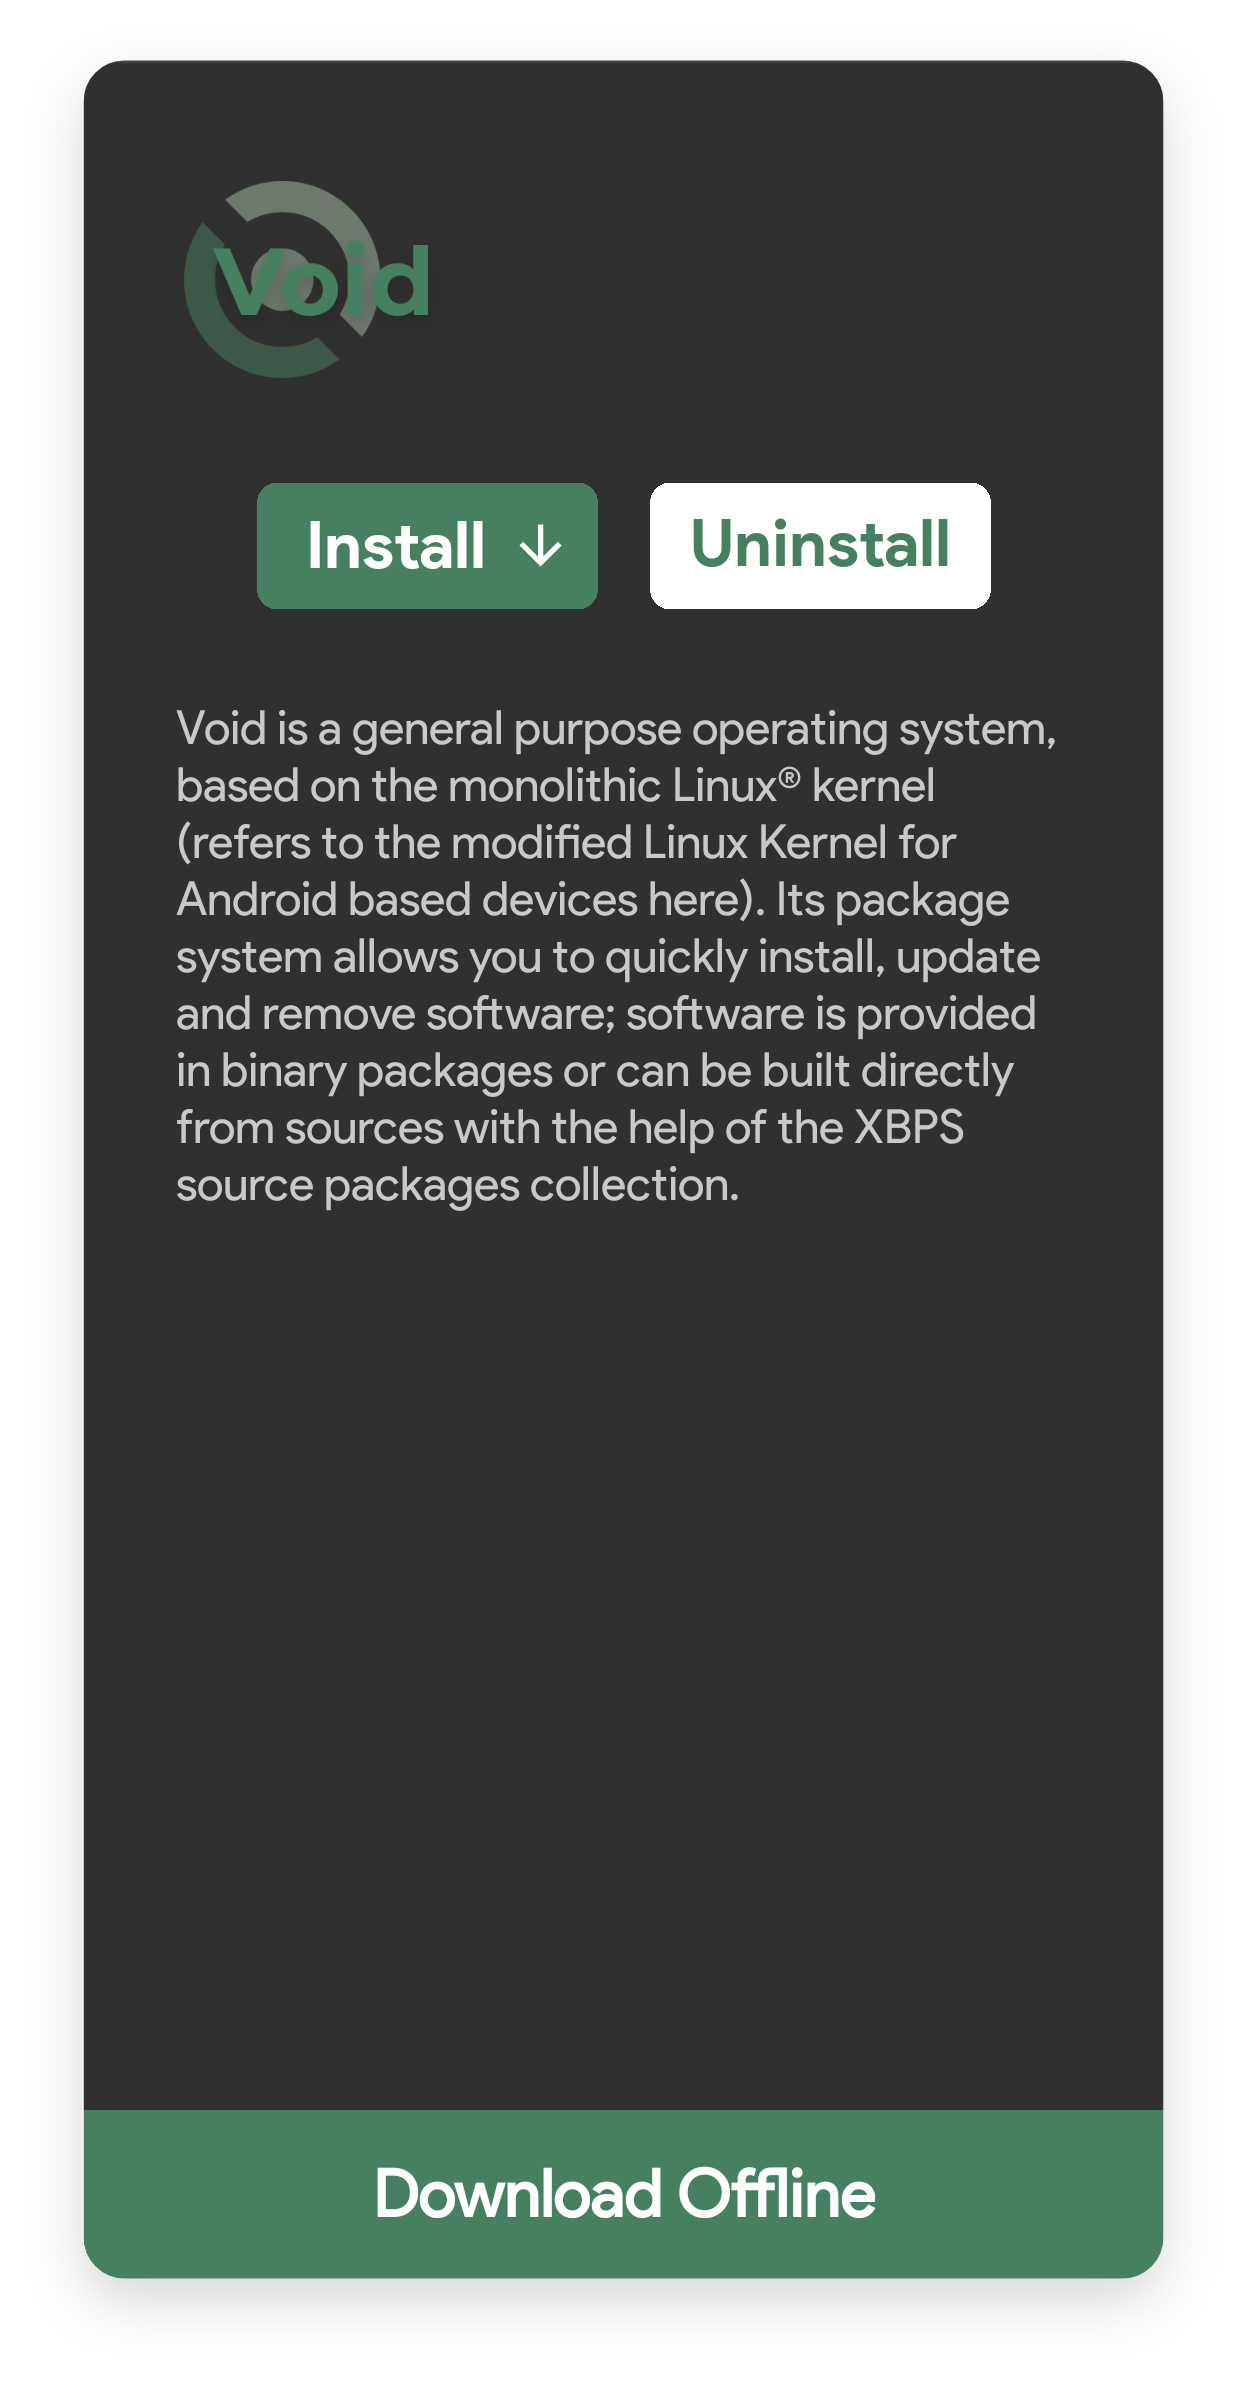 Void
Install ↓
Uninstall
Void is a general purpose operating system,
based on the monolithic Linux® kernel
(refers to the modified Linux Kernel for
Android based devices here). Its package
system allows you to quickly install, update
and remove software; software is provided
in binary packages or can be built directly
from sources with the help of the XBPS
source packages collection.
Download Offline